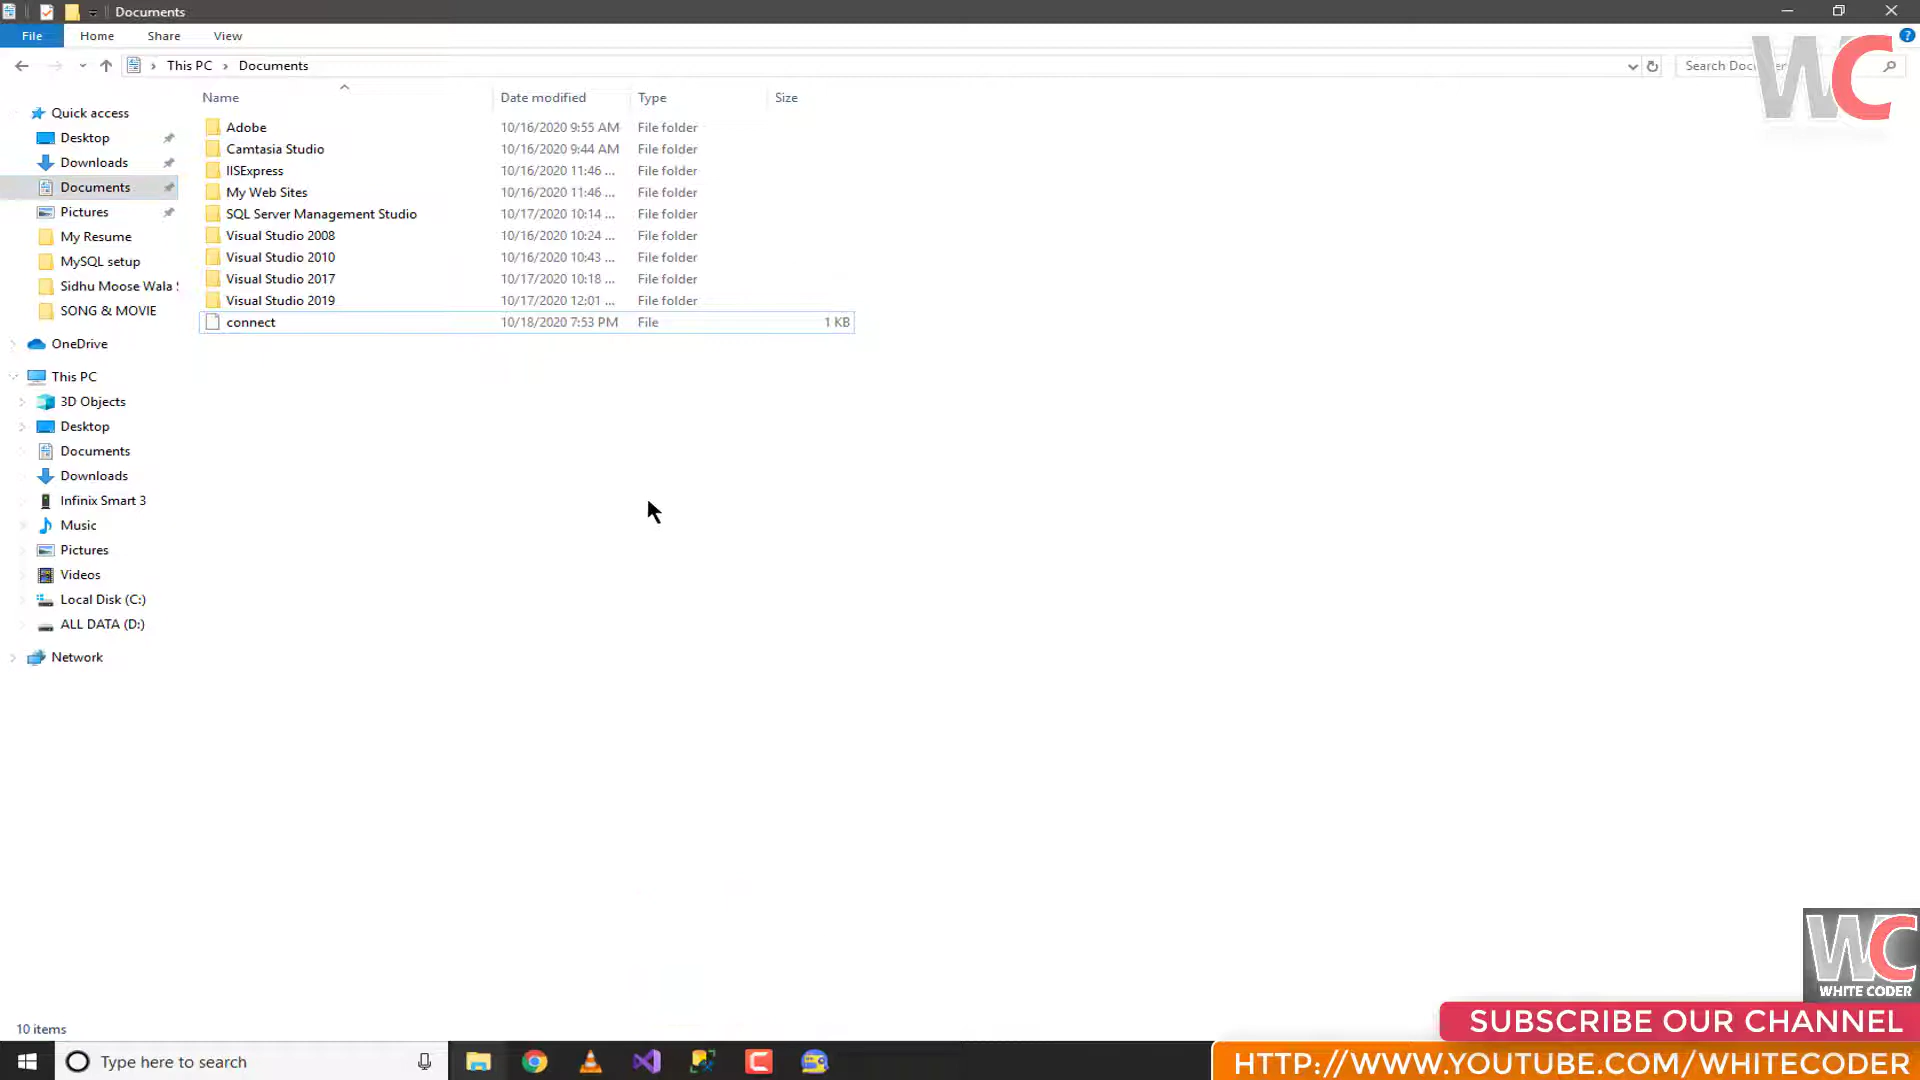 Documents
File Home Share View
This PC > Documents
Search Doc
WC
Name Date modified Type Size
Quick access
Desktop
Downloads
Documents
Pictures
My Resume
MySQL setup
Sidhu Moose Wala
SONG & MOVIE
OneDrive
This PC
3D Objects
Desktop
Documents
Downloads
Infinix Smart 3
Music
Pictures
Videos
Local Disk (C:)
ALL DATA (D:)
Network
Adobe 10/16/2020 9:55 AM File folder
Camtasia Studio 10/16/2020 9:44 AM File folder
IISExpress 10/16/2020 11:46 ... File folder
My Web Sites 10/16/2020 11:46 ... File folder
SQL Server Management Studio 10/17/2020 10:14 ... File folder
Visual Studio 2008 10/16/2020 10:24 ... File folder
Visual Studio 2010 10/16/2020 10:43 ... File folder
Visual Studio 2017 10/17/2020 10:18 ... File folder
Visual Studio 2019 10/17/2020 12:01 ... File folder
connect 10/18/2020 7:53 PM File 1 KB
10 items
WC
WHITE CODER
SUBSCRIBE OUR CHANNEL
Type here to search
HTTP://WWW.YOUTUBE.COM/WHITECODER